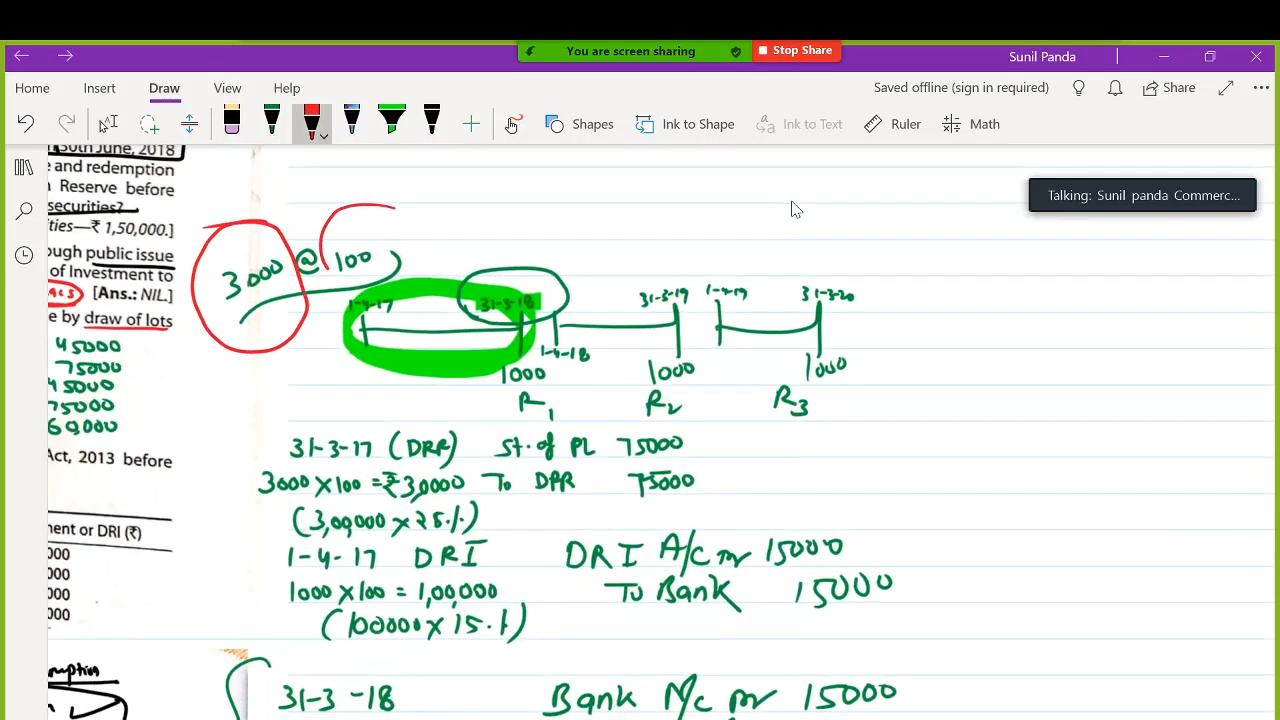 You are screen sharing
Stop Share
Sunil Panda
Home Insert Draw View Help
Saved offline (sign in required)
Share
Shapes Ink to Shape Ink to Text Ruler Math
Talking: Sunil panda Commerc...
30th June, 2018
e and redemption
Reserve before
securities?
ties—₹ 1,50,000.]
ough public issue
of Investment to
[Ans.: NIL.]
e by draw of lots
45000
75000
45000
75000
60,000
Act, 2013 before
ment or DRI (₹)
000
000
000
000
3000 @ 100
1-4-17 31-3-18 31-3-19 1-4-19 31-3-20
1-4-18
1000 1000 1000
R1 R2 R3
31-3-17 (DRR) St. of PL 75000
3000 × 100 = ₹3,0000 To DRR 75000
(3,00,000 × 25%)
1-4-17 DRI DRI A/C Dr 15000
1000 × 100 = 1,00,000 To Bank 15000
(100000 × 15%)
31-3-18 Bank A/c Dr 15000